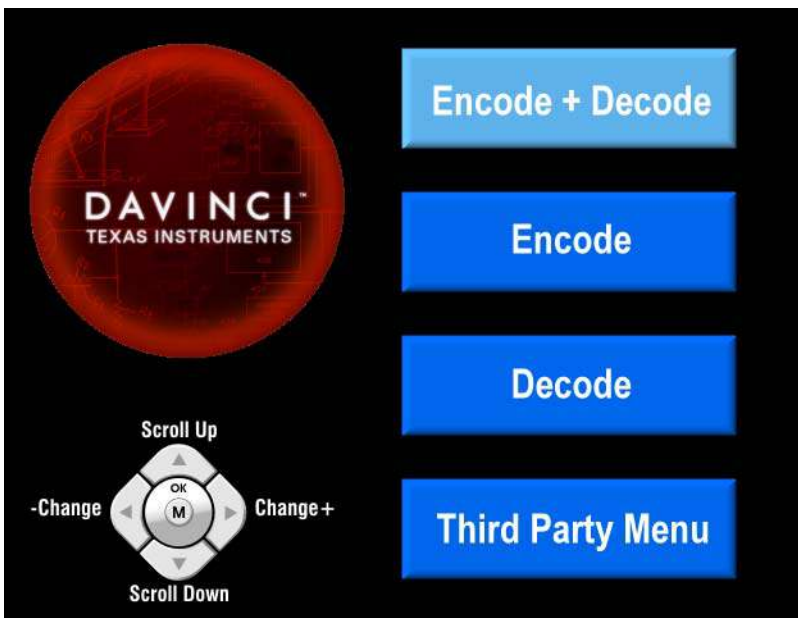 DAVINCI™
TEXAS INSTRUMENTS
Encode + Decode
Encode
Decode
Third Party Menu
Scroll Up
-Change
OK
M
Change+
Scroll Down